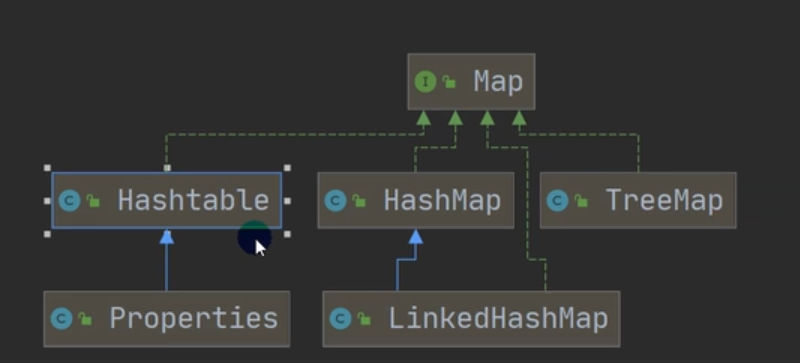 I Map
C Hashtable
C HashMap
C TreeMap
C Properties
C LinkedHashMap